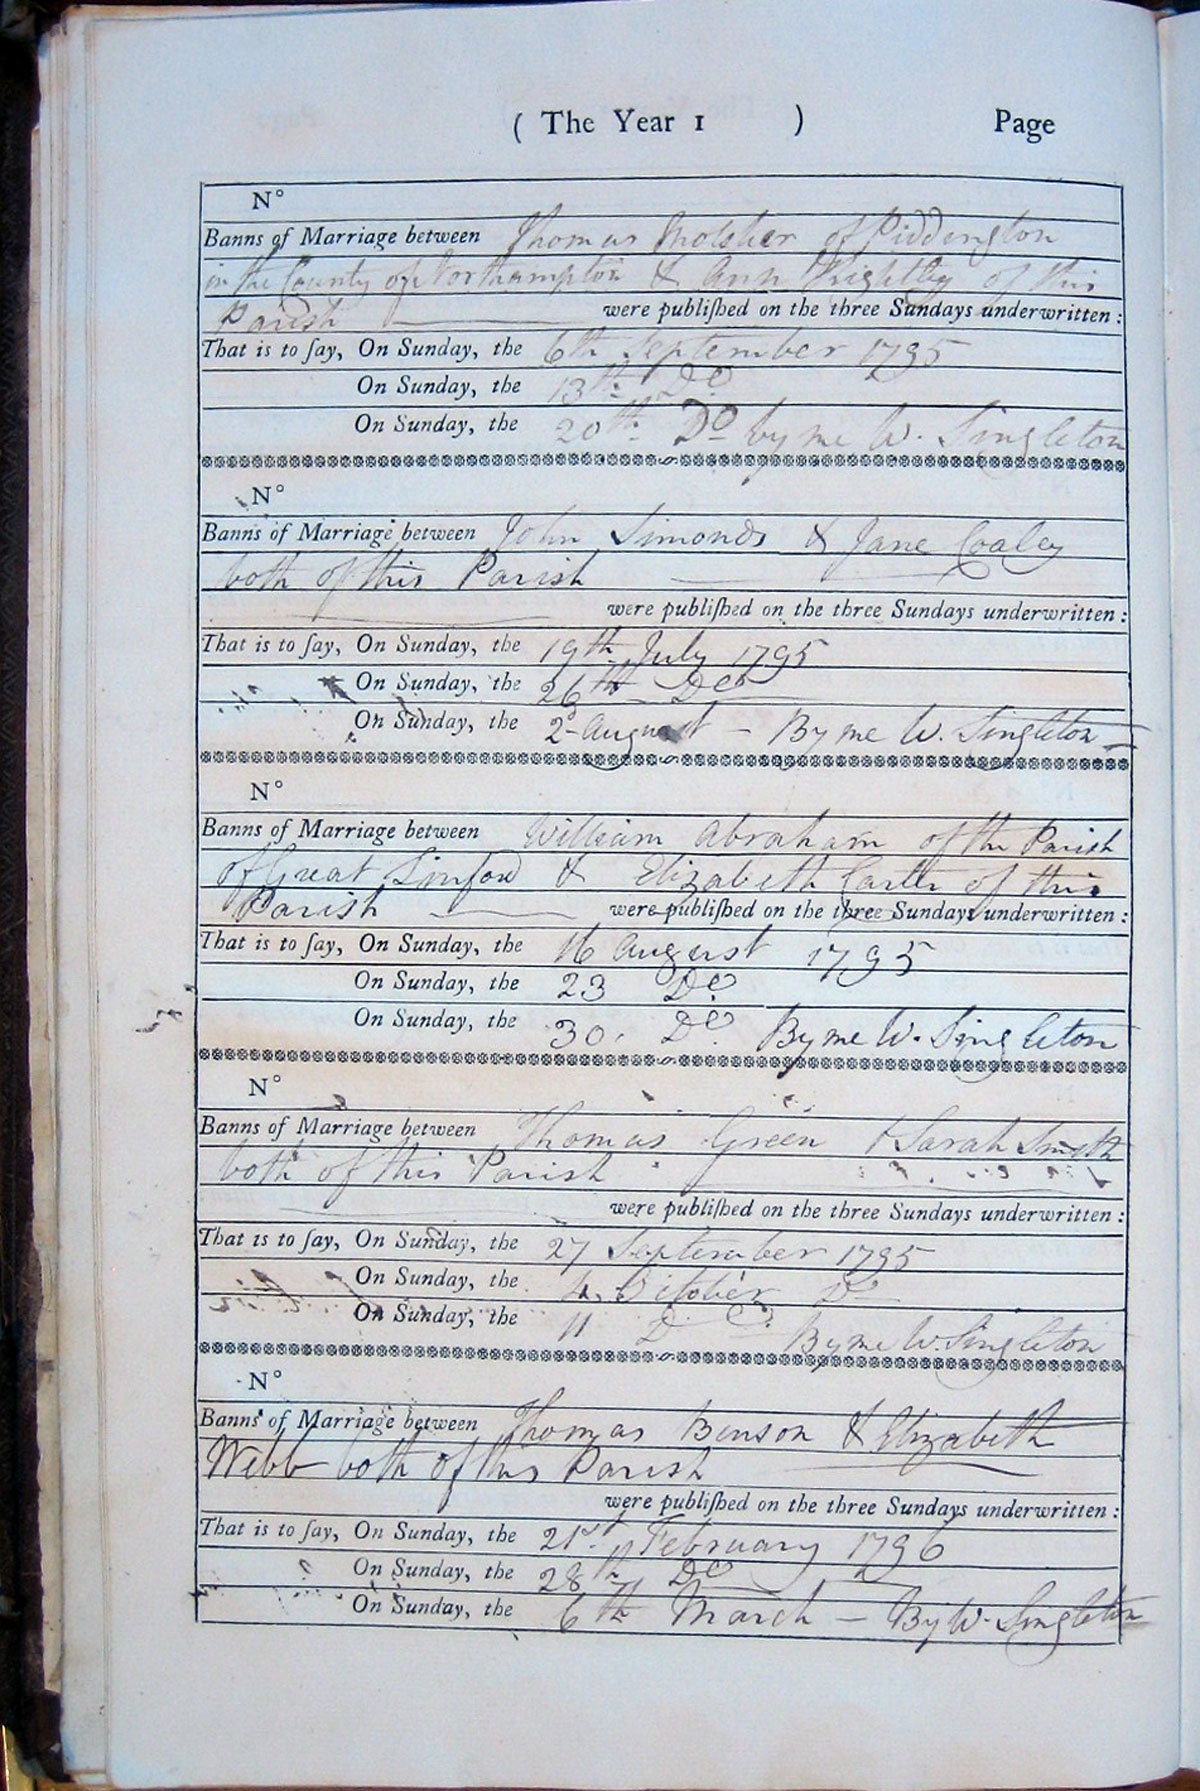 ( The Year 1 ) Page
N°
Banns of Marriage between Thomas Molsher of Piddington
in the County of Northampton & Ann Kightley of this
Parish were publiſhed on the three Sundays underwritten :
That is to ſay, On Sunday, the 6th September 1795
On Sunday, the 13th Do
On Sunday, the 20th Do by me W. Singleton
N°
Banns of Marriage between John Simonds & Jane Coaley
both of this Parish
were publiſhed on the three Sundays underwritten :
That is to ſay, On Sunday, the 19th July 1795
On Sunday, the 26th Do
On Sunday, the 2d August - By me W. Singleton
N°
Banns of Marriage between William Abraham of the Parish
of Great Linford & Elizabeth Carter of this
Parish were publiſhed on the three Sundays underwritten :
That is to ſay, On Sunday, the 16 August 1795
On Sunday, the 23 Do
On Sunday, the 30. Do By me W. Singleton
N°
Banns of Marriage between Thomas Green & Sarah Smith
both of this Parish
were publiſhed on the three Sundays underwritten :
That is to ſay, On Sunday, the 27 September 1795
On Sunday, the 4 October Do
On Sunday, the 11 Do By me W. Singleton
N°
Banns of Marriage between Thomas Benson & Elizabeth
Webb both of this Parish
were publiſhed on the three Sundays underwritten :
That is to ſay, On Sunday, the 21st February 1796
On Sunday, the 28th Do
On Sunday, the 6th March - By W. Singleton